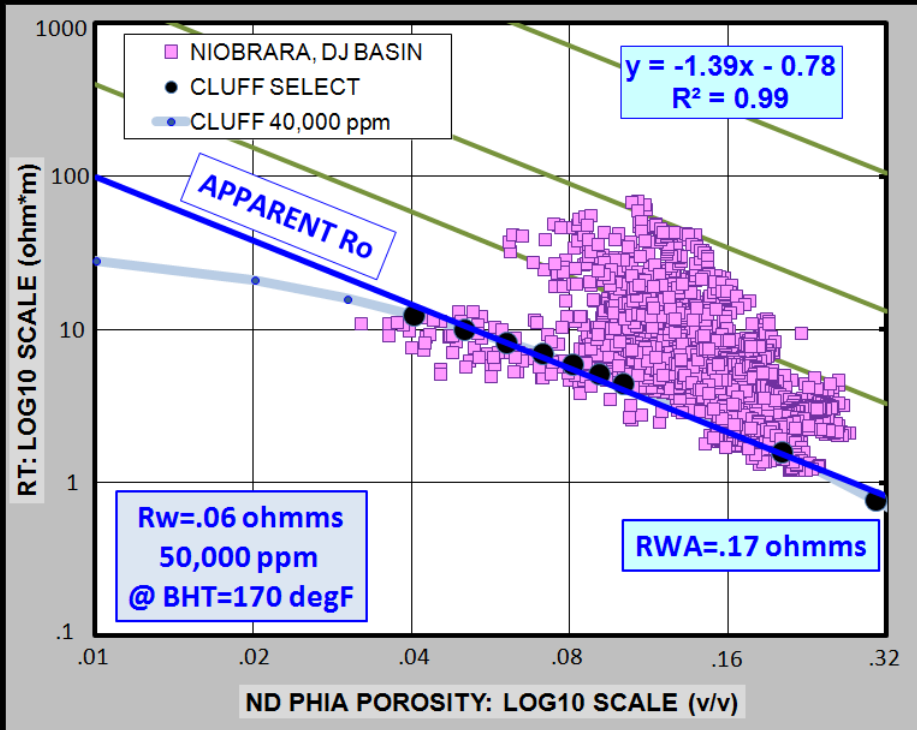 1000
100
10
1
.1
RT: LOG10 SCALE (ohm*m)
NIOBRARA, DJ BASIN
CLUFF SELECT
CLUFF 40,000 ppm
y = -1.39x - 0.78
R² = 0.99
APPARENT Ro
Rw=.06 ohmms
50,000 ppm
@ BHT=170 degF
RWA=.17 ohmms
.01
.02
.04
.08
.16
.32
ND PHIA POROSITY: LOG10 SCALE (v/v)